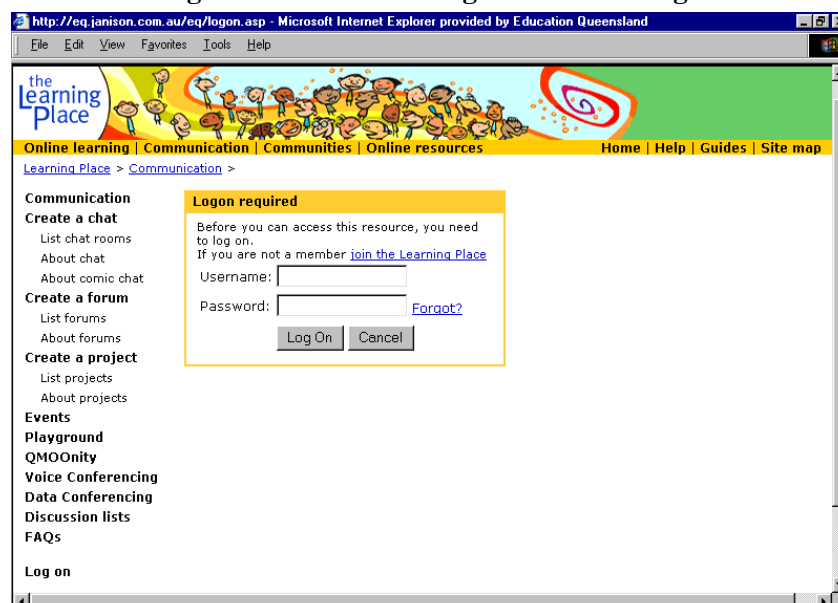 http://eq.janison.com.au/eq/logon.asp - Microsoft Internet Explorer provided by Education Queensland
File Edit View Favorites Tools Help
the
Learning
Place
Online learning | Communication | Communities | Online resources Home | Help | Guides | Site map
Learning Place > Communication >
Communication
Create a chat
List chat rooms
About chat
About comic chat
Create a forum
List forums
About forums
Create a project
List projects
About projects
Events
Playground
QMOOnity
Voice Conferencing
Data Conferencing
Discussion lists
FAQs
Log on
Logon required
Before you can access this resource, you need
to log on.
If you are not a member join the Learning Place
Username:
Password: Forgot?
Log On Cancel